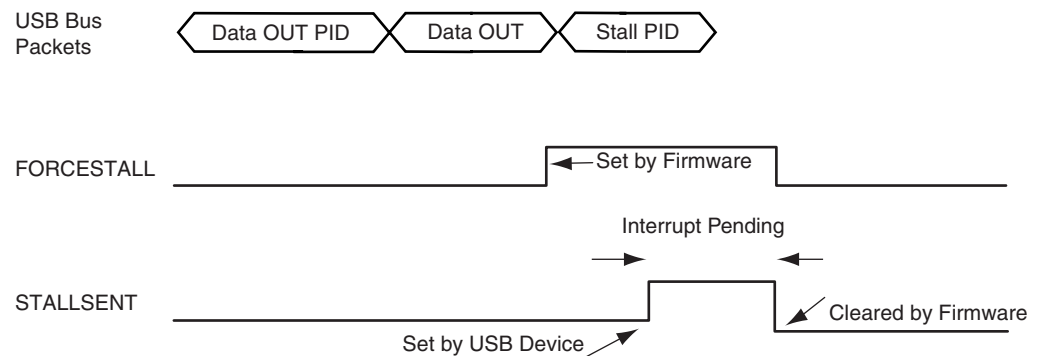 USB Bus
Packets
Data OUT PID
Data OUT
Stall PID
FORCESTALL
Set by Firmware
Interrupt Pending
STALLSENT
Cleared by Firmware
Set by USB Device